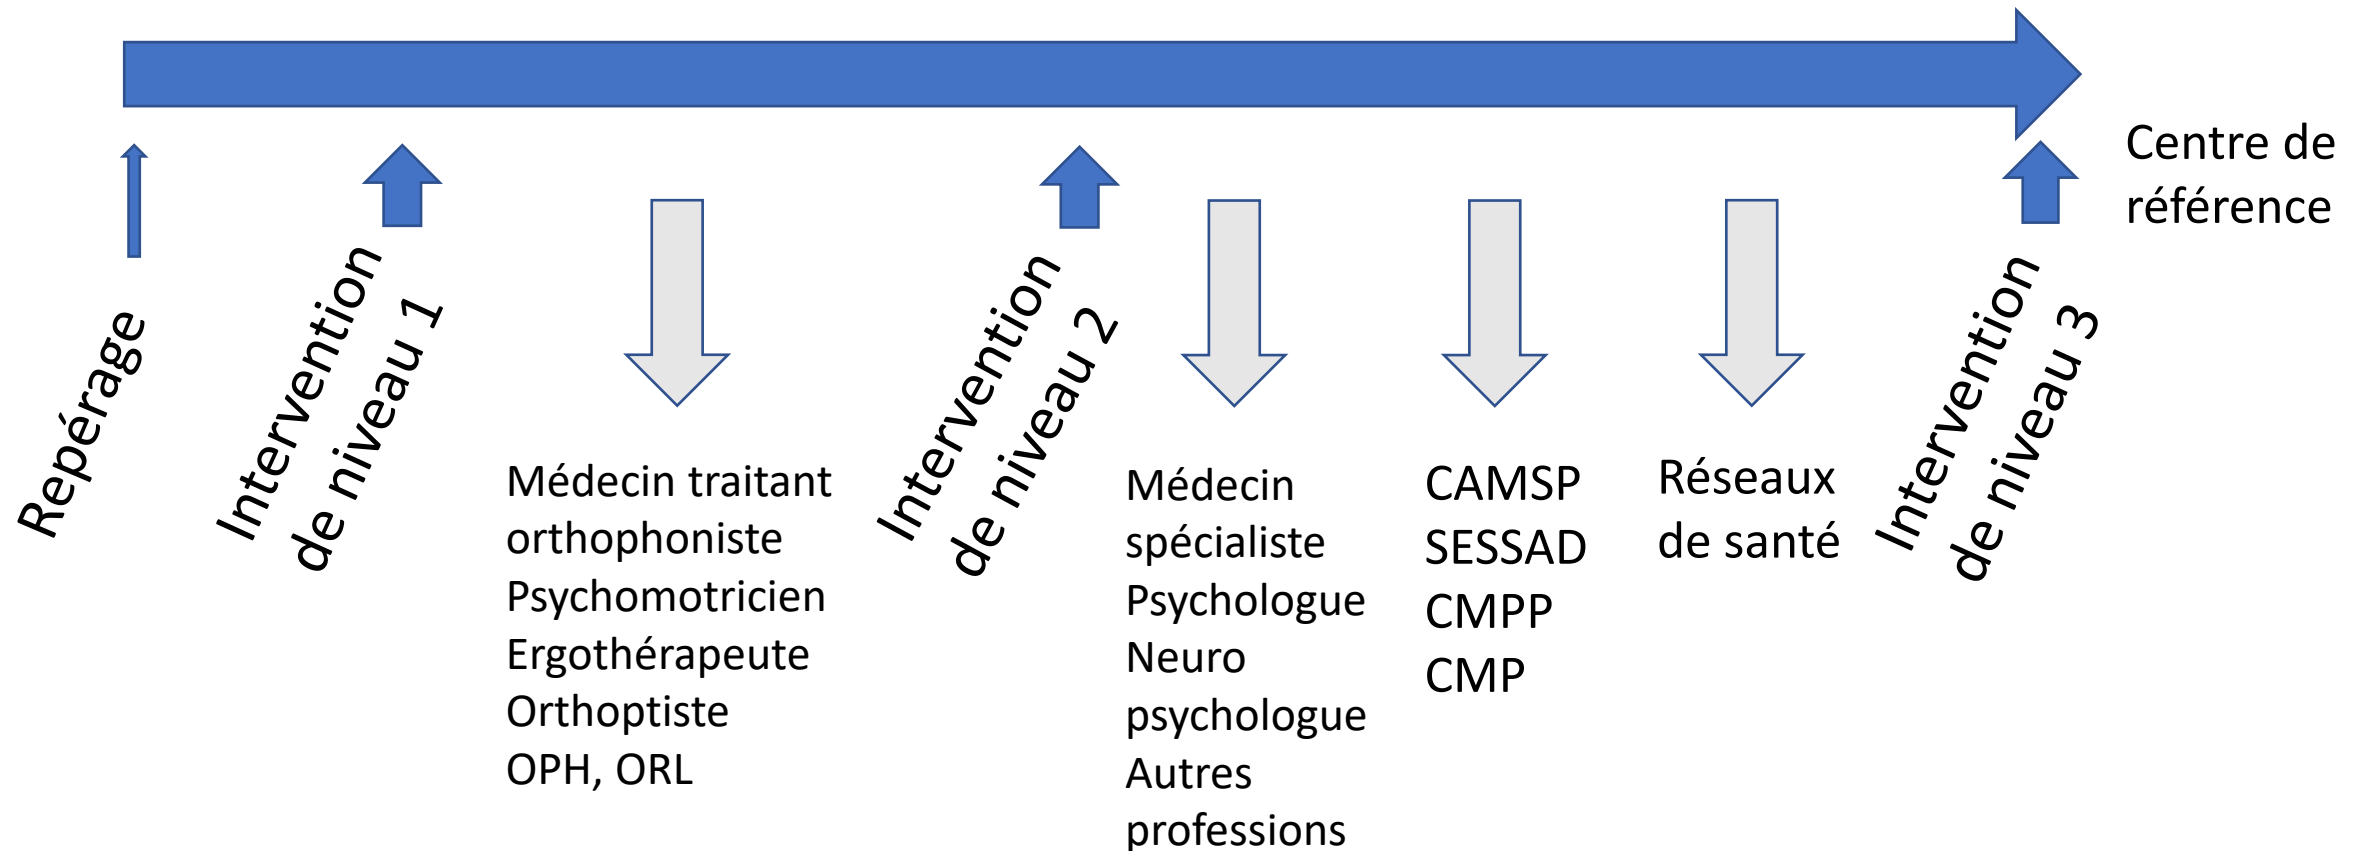 Repérage
Intervention
de niveau 1
Médecin traitant
orthophoniste
Psychomotricien
Ergothérapeute
Orthoptiste
OPH, ORL
Intervention
de niveau 2
Médecin
spécialiste
Psychologue
Neuro
psychologue
Autres
professions
CAMSP
SESSAD
CMPP
CMP
Réseaux
de santé
Intervention
de niveau 3
Centre de
référence